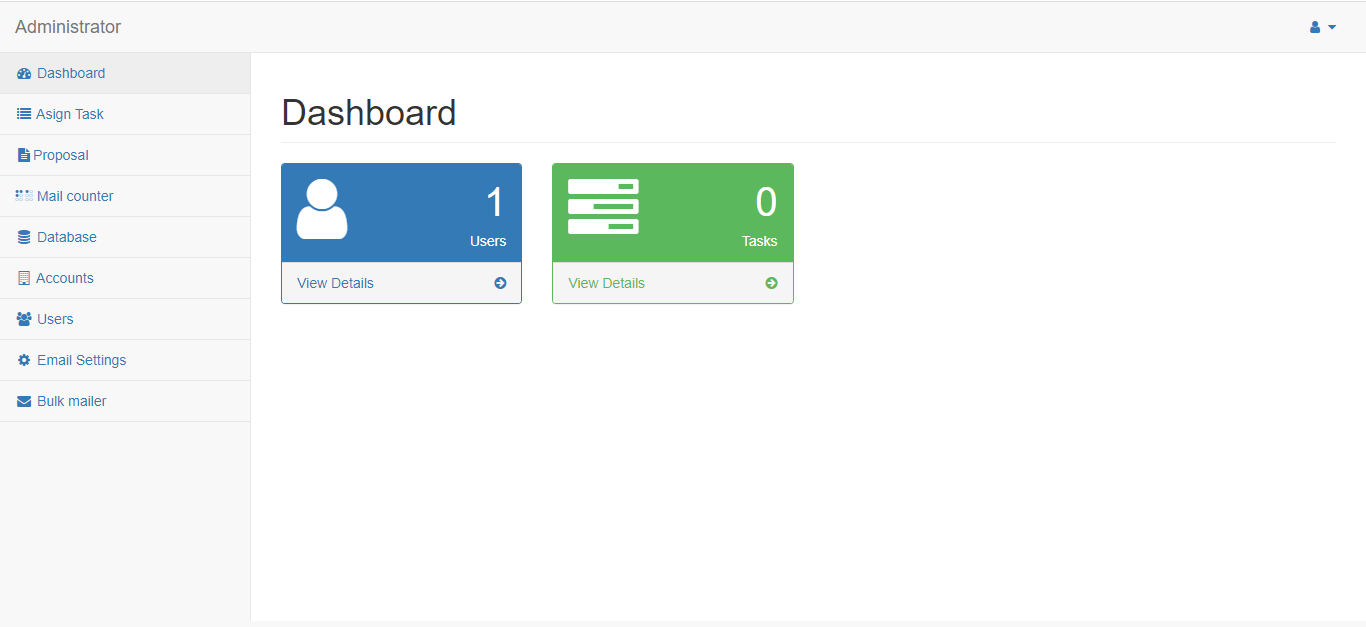 Administrator
Dashboard
Asign Task
Proposal
Mail counter
Database
Accounts
Users
Email Settings
Bulk mailer
Dashboard
1
Users
View Details
0
Tasks
View Details